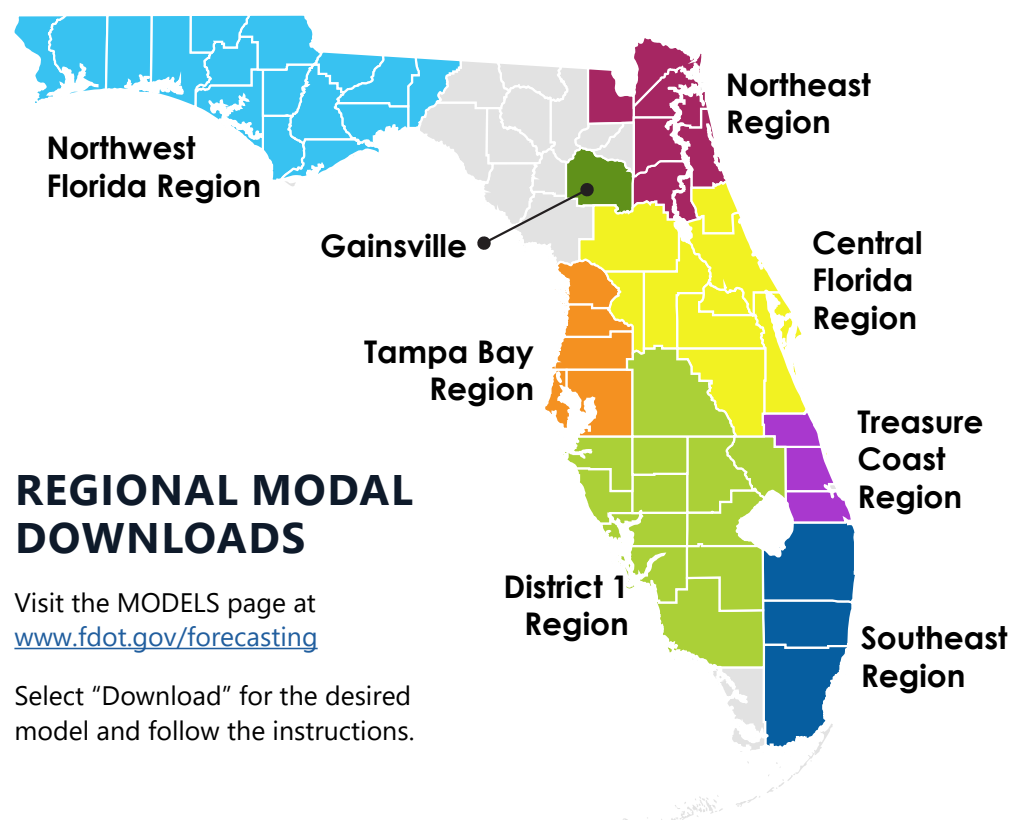 Northeast
Region
Northwest
Florida Region
Gainsville
Central
Florida
Region
Tampa Bay
Region
Treasure
Coast
Region
REGIONAL MODAL
DOWNLOADS
Visit the MODELS page at
www.fdot.gov/forecasting
Select “Download” for the desired
model and follow the instructions.
District 1
Region
Southeast
Region